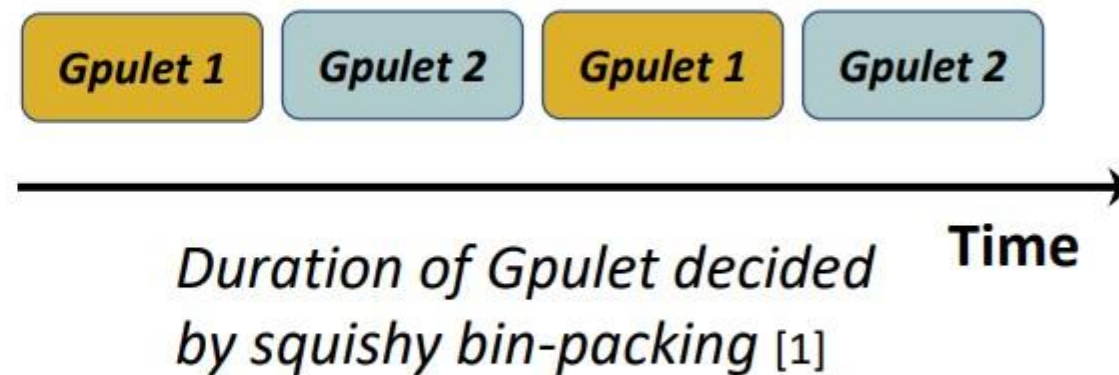 Gpulet 1 Gpulet 2 Gpulet 1 Gpulet 2
Time
Duration of Gpulet decided
by squishy bin-packing [1]